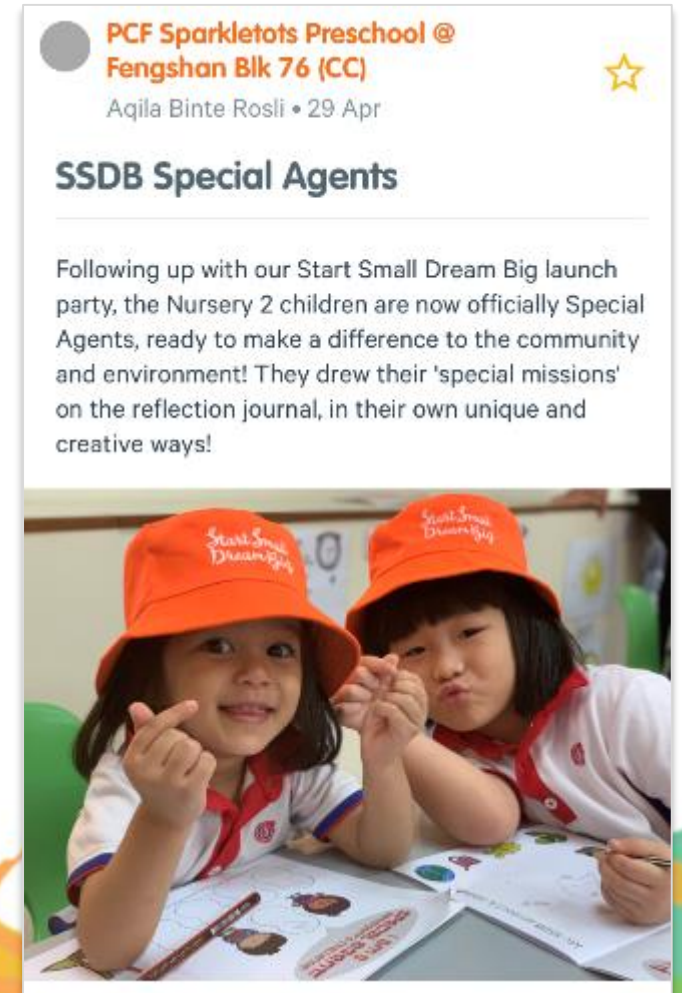 PCF Sparkletots Preschool @
Fengshan Blk 76 (CC)
Aqila Binte Rosli • 29 Apr
SSDB Special Agents
Following up with our Start Small Dream Big launch
party, the Nursery 2 children are now officially Special
Agents, ready to make a difference to the community
and environment! They drew their 'special missions'
on the reflection journal, in their own unique and
creative ways!
Start Small
Dream Big
Start Small
Dream Big